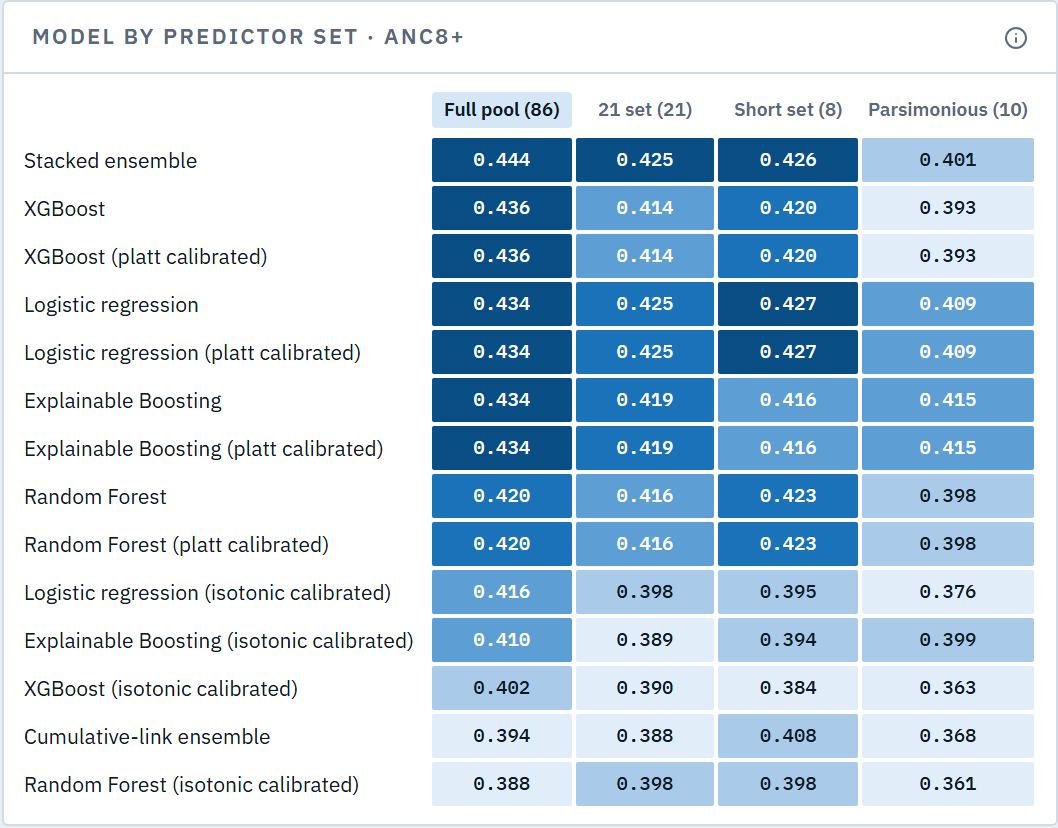 MODEL BY PREDICTOR SET · ANC8+
Full pool (86) 21 set (21) Short set (8) Parsimonious (10)
Stacked ensemble 0.444 0.425 0.426 0.401
XGBoost 0.436 0.414 0.420 0.393
XGBoost (platt calibrated) 0.436 0.414 0.420 0.393
Logistic regression 0.434 0.425 0.427 0.409
Logistic regression (platt calibrated) 0.434 0.425 0.427 0.409
Explainable Boosting 0.434 0.419 0.416 0.415
Explainable Boosting (platt calibrated) 0.434 0.419 0.416 0.415
Random Forest 0.420 0.416 0.423 0.398
Random Forest (platt calibrated) 0.420 0.416 0.423 0.398
Logistic regression (isotonic calibrated) 0.416 0.398 0.395 0.376
Explainable Boosting (isotonic calibrated) 0.410 0.389 0.394 0.399
XGBoost (isotonic calibrated) 0.402 0.390 0.384 0.363
Cumulative-link ensemble 0.394 0.388 0.408 0.368
Random Forest (isotonic calibrated) 0.388 0.398 0.398 0.361